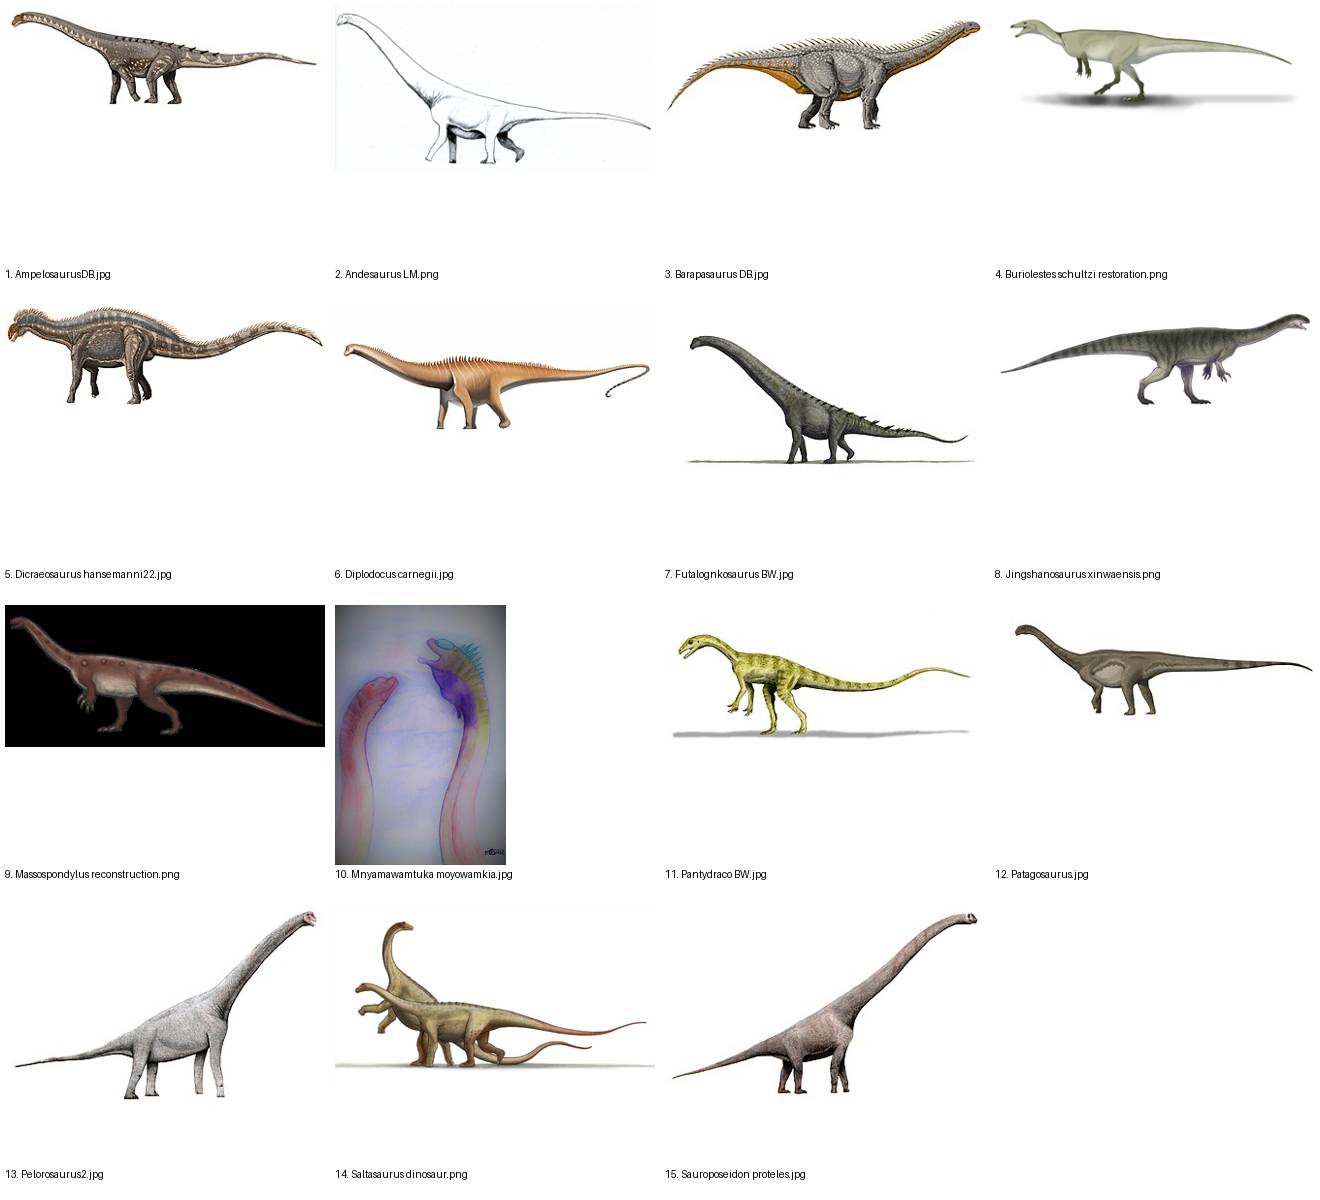 1. AmpelosaurusDB.jpg
2. Andesaurus LM.png
3. Barapasaurus DB.jpg
4. Buriolestes schultzi restoration.png
5. Dicraeosaurus hansemanni22.jpg
6. Diplodocus carnegii.jpg
7. Futalognkosaurus BW.jpg
8. Jingshanosaurus xinwaensis.png
9. Massospondylus reconstruction.png
10. Mnyamawamtuka moyowamkia.jpg
11. Pantydraco BW.jpg
12. Patagosaurus.jpg
13. Pelorosaurus2.jpg
14. Saltasaurus dinosaur.png
15. Sauroposeidon proteles.jpg